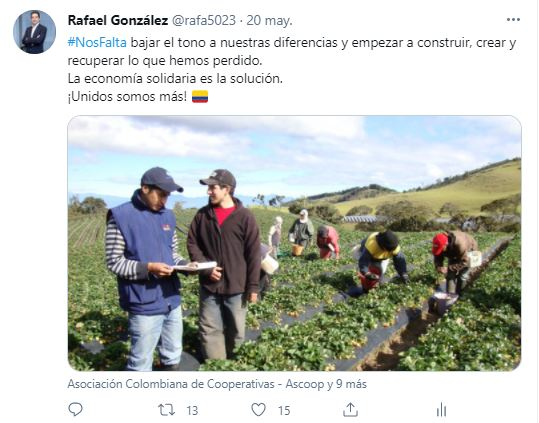 Rafael González @rafa5023 · 20 may.
#NosFalta bajar el tono a nuestras diferencias y empezar a construir, crear y
recuperar lo que hemos perdido.
La economía solidaria es la solución.
¡Unidos somos más! 🇨🇴
Asociación Colombiana de Cooperativas - Ascoop y 9 más
13 15